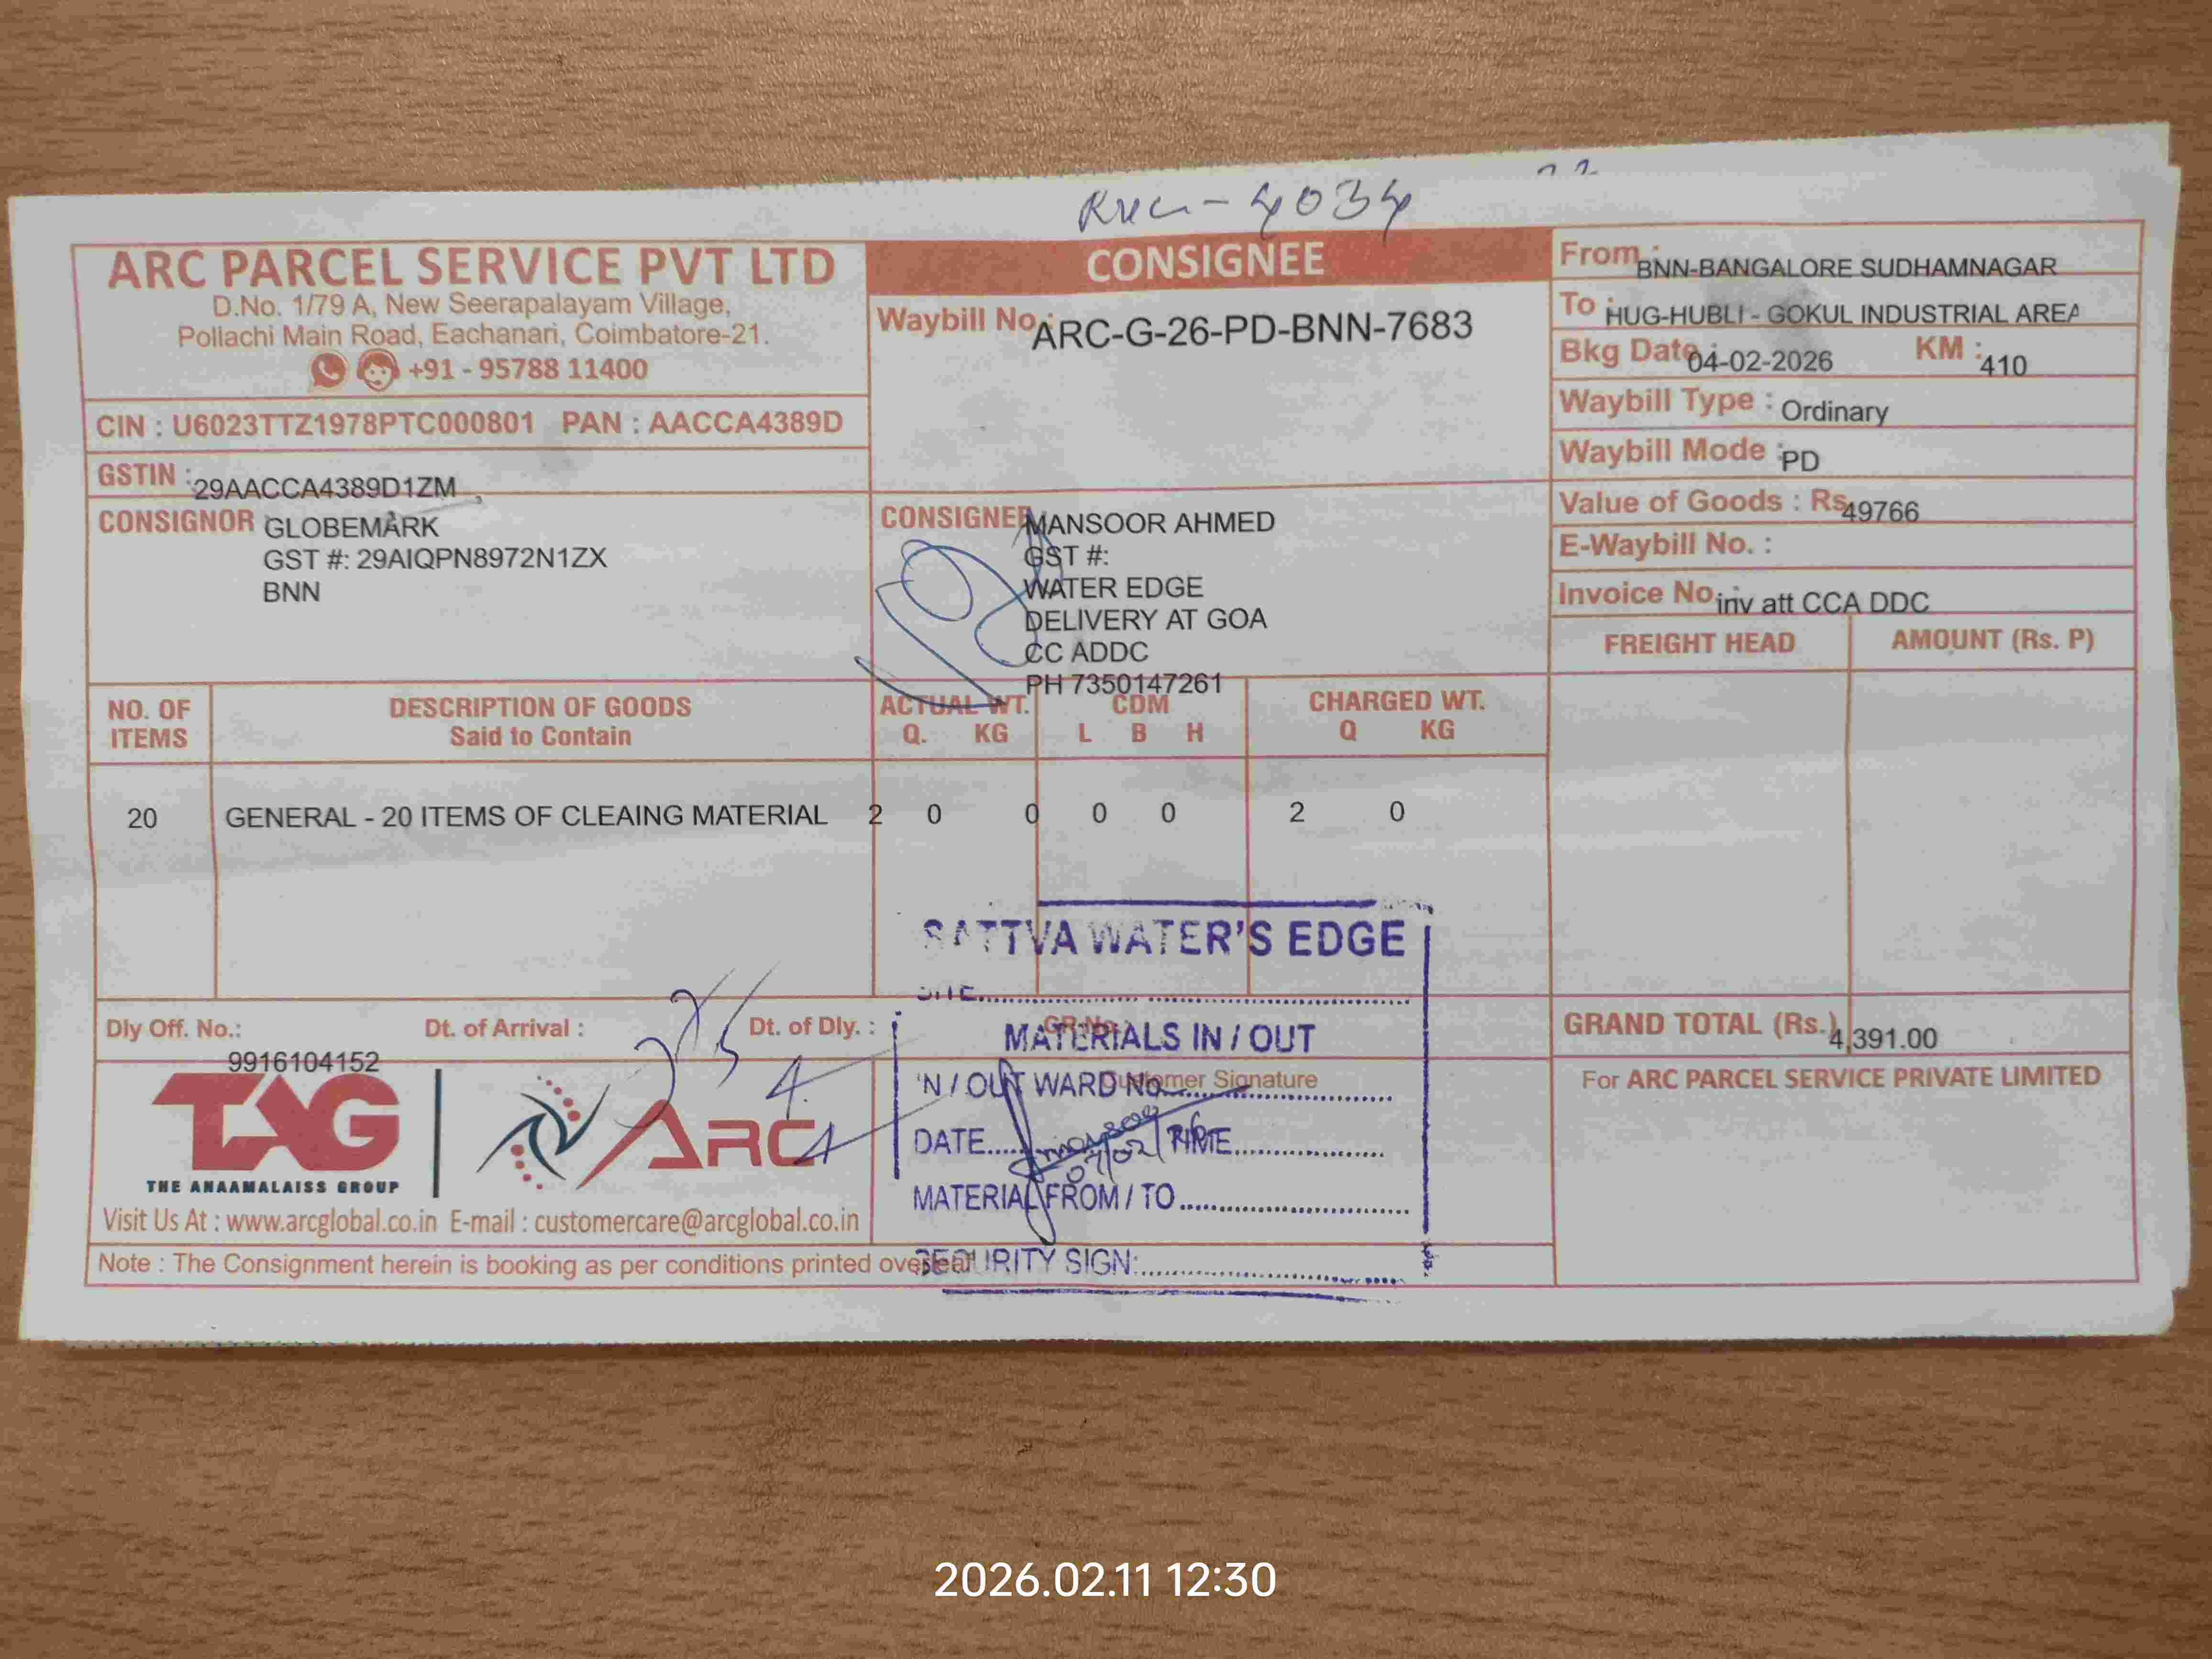 4034
ARC PARCEL SERVICE PVT LTD
D.No. 1/79 A, New Seerapalayam Village,
Pollachi Main Road, Eachanari, Coimbatore-21.
+91 - 95788 11400
CIN : U6023TTZ1978PTC000801 PAN : AACCA4389D
GSTIN : 29AACCA4389D1ZM
CONSIGNOR GLOBEMARK
GST #: 29AIQPN8972N1ZX
BNN
CONSIGNEE
Waybill No.: ARC-G-26-PD-BNN-7683
CONSIGNEE MANSOOR AHMED
GST #:
WATER EDGE
DELIVERY AT GOA
CC ADDC
PH 7350147261
From : BNN-BANGALORE SUDHAMNAGAR
To : HUG-HUBLI - GOKUL INDUSTRIAL AREA
Bkg Date : 04-02-2026 KM : 410
Waybill Type : Ordinary
Waybill Mode : PD
Value of Goods : Rs 49766
E-Waybill No. :
Invoice No. inv att CCA DDC
FREIGHT HEAD AMOUNT (Rs. P)
NO. OF ITEMS DESCRIPTION OF GOODS ACTUAL WT. CDM CHARGED WT.
Said to Contain Q. KG L B H Q KG
20 GENERAL - 20 ITEMS OF CLEAING MATERIAL 2 0 0 0 0 2 0
SATTVA WATER'S EDGE
SITE
Dly Off. No.: Dt. of Arrival : Dt. of Dly. : GR No.:
9916104152
GRAND TOTAL (Rs.) 4,391.00
MATERIALS IN / OUT
Customer Signature
IN / OUT WARD No
DATE TIME
MATERIAL FROM / TO
SECURITY SIGN:
TAG
THE ANAAMALAISS GROUP
ARC
For ARC PARCEL SERVICE PRIVATE LIMITED
Visit Us At : www.arcglobal.co.in E-mail : customercare@arcglobal.co.in
Note : The Consignment herein is booking as per conditions printed overleaf
2026.02.11 12:30